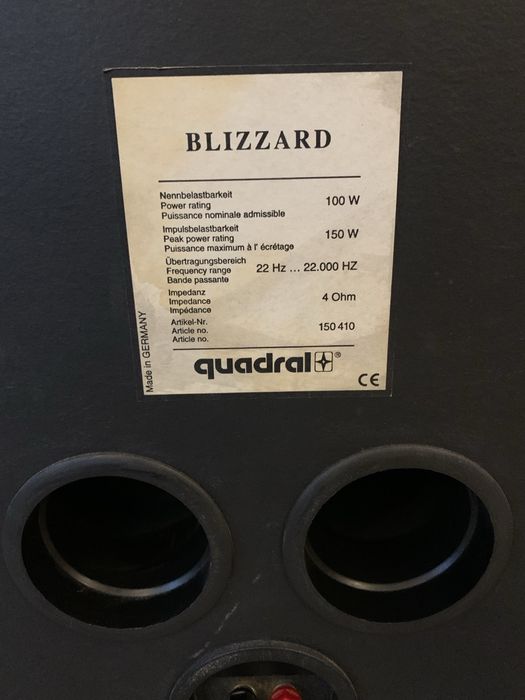 BLIZZARD
Nennbelastbarkeit
Power rating 100 W
Puissance nominale admissible
Impulsbelastbarkeit
Peak power rating 150 W
Puissance maximum à l' écrétage
Übertragungsbereich
Frequency range 22 Hz ... 22.000 HZ
Bande passante
Impedanz
Impedance 4 Ohm
Impédance
Artikel-Nr.
Article no. 150 410
Article no.
Made in GERMANY
quadral ®
CE